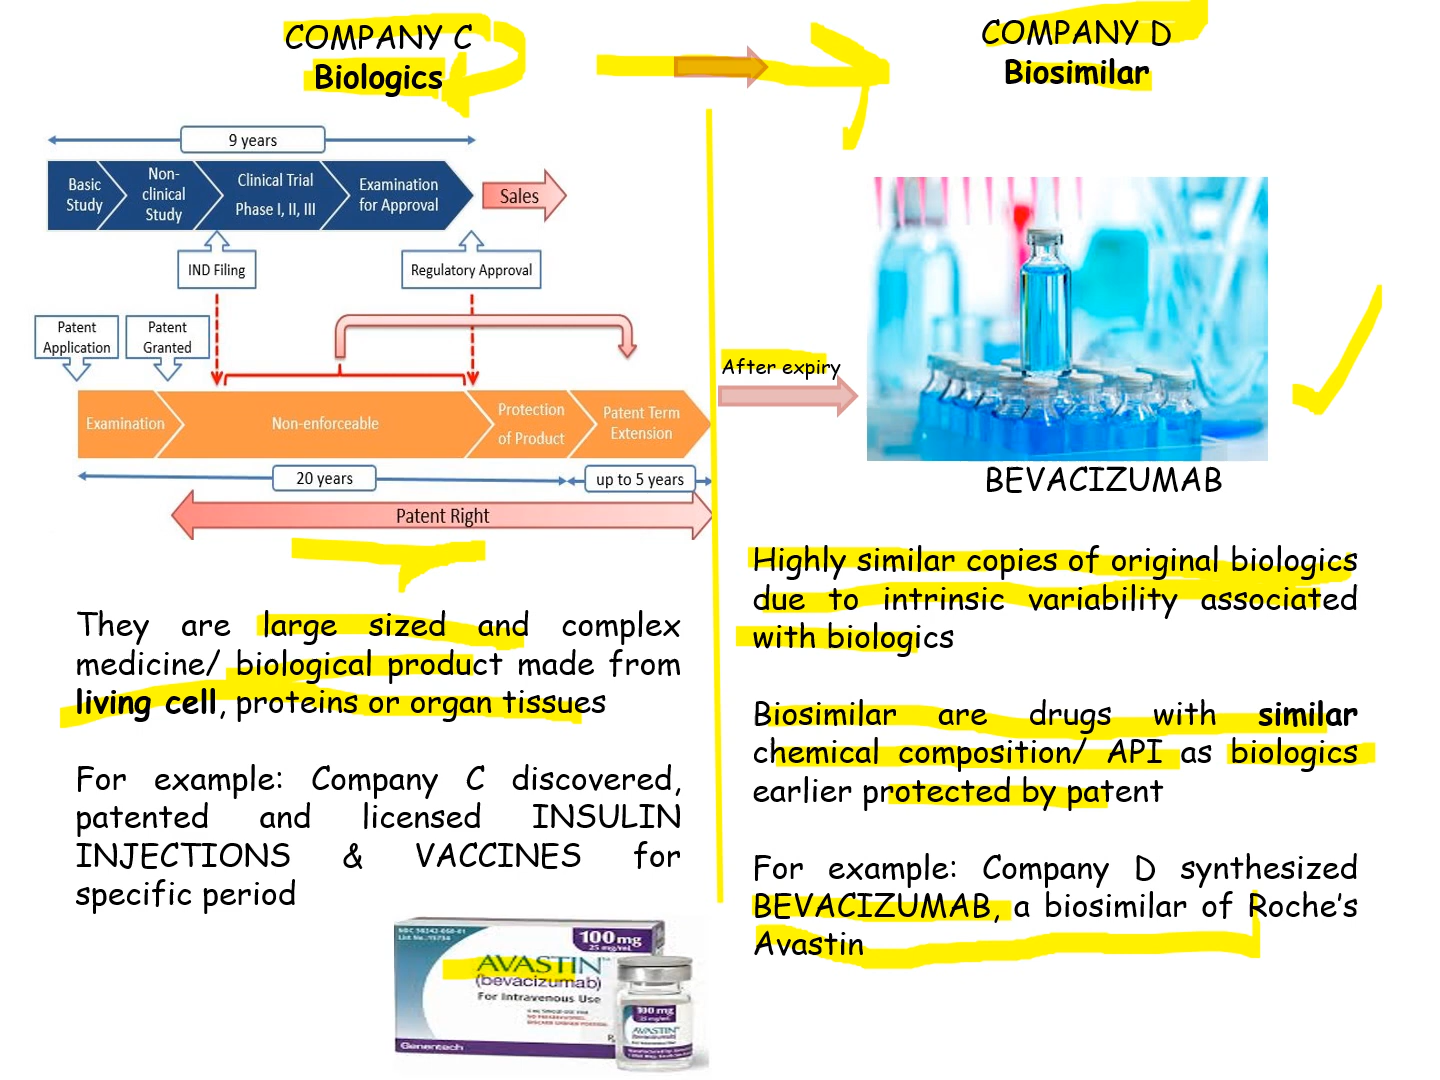 COMPANY C
Biologics
COMPANY D
Biosimilar
9 years
Basic
Study
Non-
clinical
Study
Clinical Trial
Phase I, II, III
Examination
for Approval
Sales
IND Filing
Regulatory Approval
Patent
Application
Patent
Granted
Examination
Non-enforceable
Protection
of Product
Patent Term
Extension
20 years
up to 5 years
Patent Right
After expiry
BEVACIZUMAB
They are large sized and complex
medicine/ biological product made from
living cell, proteins or organ tissues
For example: Company C discovered,
patented and licensed INSULIN
INJECTIONS & VACCINES for
specific period
Highly similar copies of original biologics
due to intrinsic variability associated
with biologics
Biosimilar are drugs with similar
chemical composition/ API as biologics
earlier protected by patent
For example: Company D synthesized
BEVACIZUMAB, a biosimilar of Roche's
Avastin
100mg
25 mg/mL
AVASTIN™
(bevacizumab)
For Intravenous Use
Genentech
100 mg
AVASTIN
(bevacizumab)